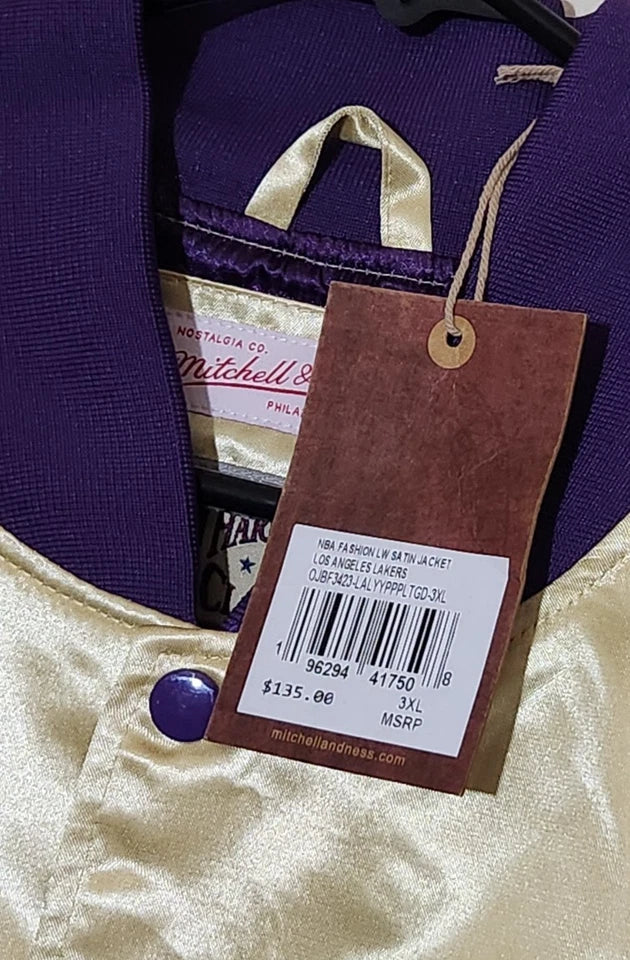 NOSTALGIA CO.
Mitchell &
PHILA
HAR
NBA FASHION LW SATIN JACKET
LOS ANGELES LAKERS
OJBF3423-LALYYPPPLTGD-3XL
1 96294 41750 8
$135.00
3XL
MSRP
mitchellandness.com